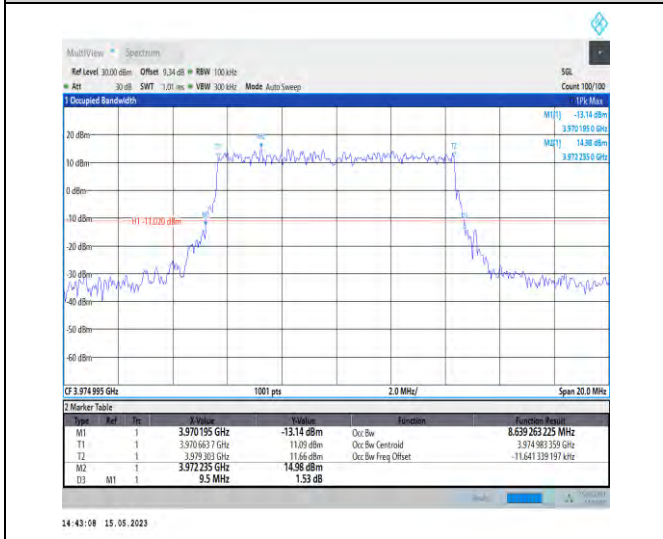 MultiView Spectrum
Ref Level 30.00 dBm Offset 9.34 dB RBW 100 kHz SGL
Att 30 dB SWT 1.01 ms VBW 300 kHz Mode Auto Sweep Count 100/100
1 Occupied Bandwidth 1Pk Max
M1[1] -13.14 dBm
3.970 195 0 GHz
M2[1] 14.98 dBm
3.972 235 0 GHz
20 dBm
T1 M2 T2
10 dBm
0 dBm
-10 dBm
H1 -11.020 dBm
-20 dBm
-30 dBm
-40 dBm
-50 dBm
-60 dBm
CF 3.974 995 GHz 1001 pts 2.0 MHz/ Span 20.0 MHz
2 Marker Table
Type Ref Trc X-Value Y-Value Function Function Result
M1 1 3.970195 GHz -13.14 dBm Occ Bw 8.639 263 225 MHz
T1 1 3.970 663 7 GHz 11.09 dBm Occ Bw Centroid 3.974 983 359 GHz
T2 1 3.979 303 GHz 11.66 dBm Occ Bw Freq Offset -11.641 339 197 kHz
M2 1 3.972235 GHz 14.98 dBm
D3 M1 1 9.5 MHz 1.53 dB
14:43:08 15.05.2023